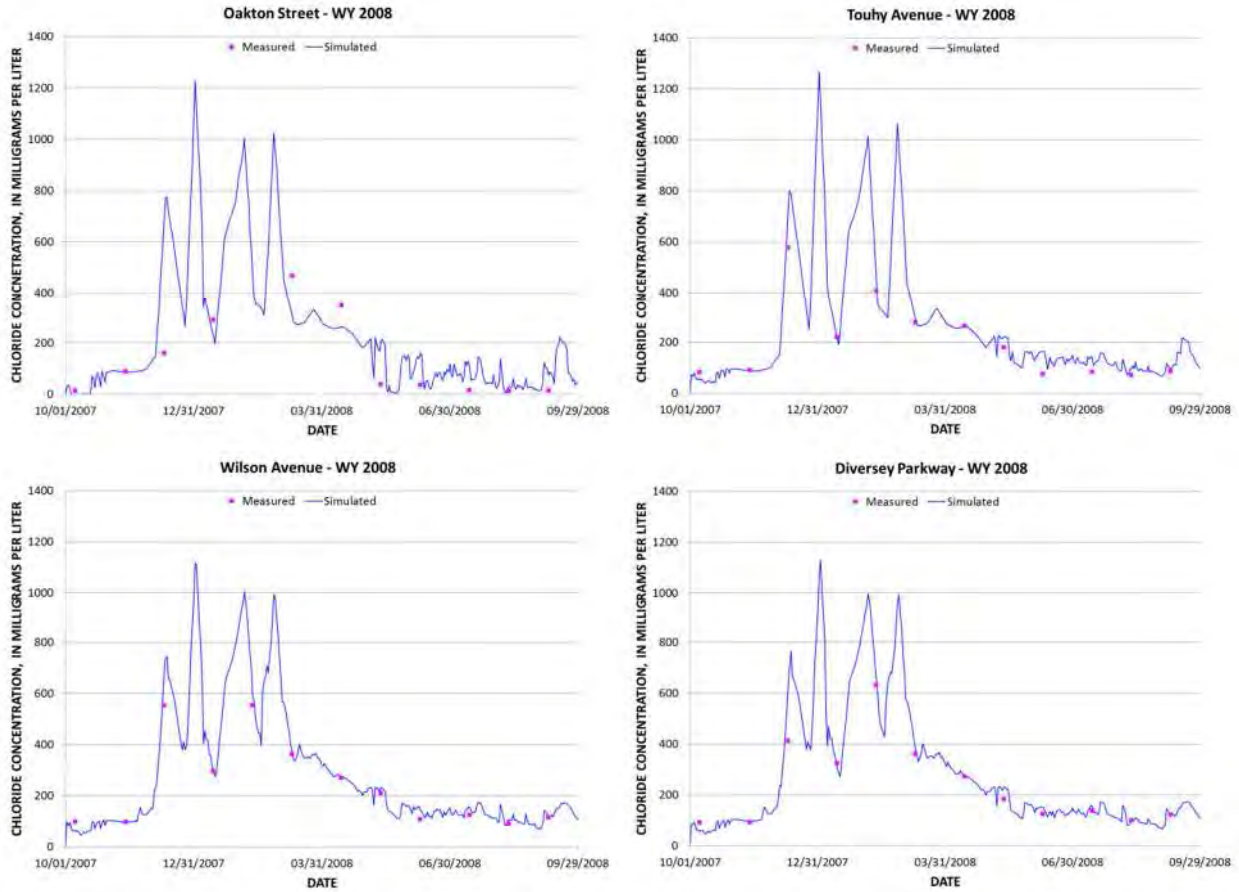 Oakton Street - WY 2008
CHLORIDE CONCNETRATION, IN MILLIGRAMS PER LITER
Measured Simulated
1400
1200
1000
800
600
400
200
0
10/01/2007 12/31/2007 03/31/2008 06/30/2008 09/29/2008
DATE
Touhy Avenue - WY 2008
CHLORIDE CONCENTRATION, IN MILLIGRAMS PER LITER
Measured Simulated
1400
1200
1000
800
600
400
200
0
10/01/2007 12/31/2007 03/31/2008 06/30/2008 09/29/2008
DATE
Wilson Avenue - WY 2008
CHLORIDE CONCENTRATION, IN MILLIGRAMS PER LITER
Measured Simulated
1400
1200
1000
800
600
400
200
0
10/01/2007 12/31/2007 03/31/2008 06/30/2008 09/29/2008
DATE
Diversey Parkway - WY 2008
CHLORIDE CONCENTRATION, IN MILLIGRAMS PER LITER
Measured Simulated
1400
1200
1000
800
600
400
200
0
10/01/2007 12/31/2007 03/31/2008 06/30/2008 09/29/2008
DATE